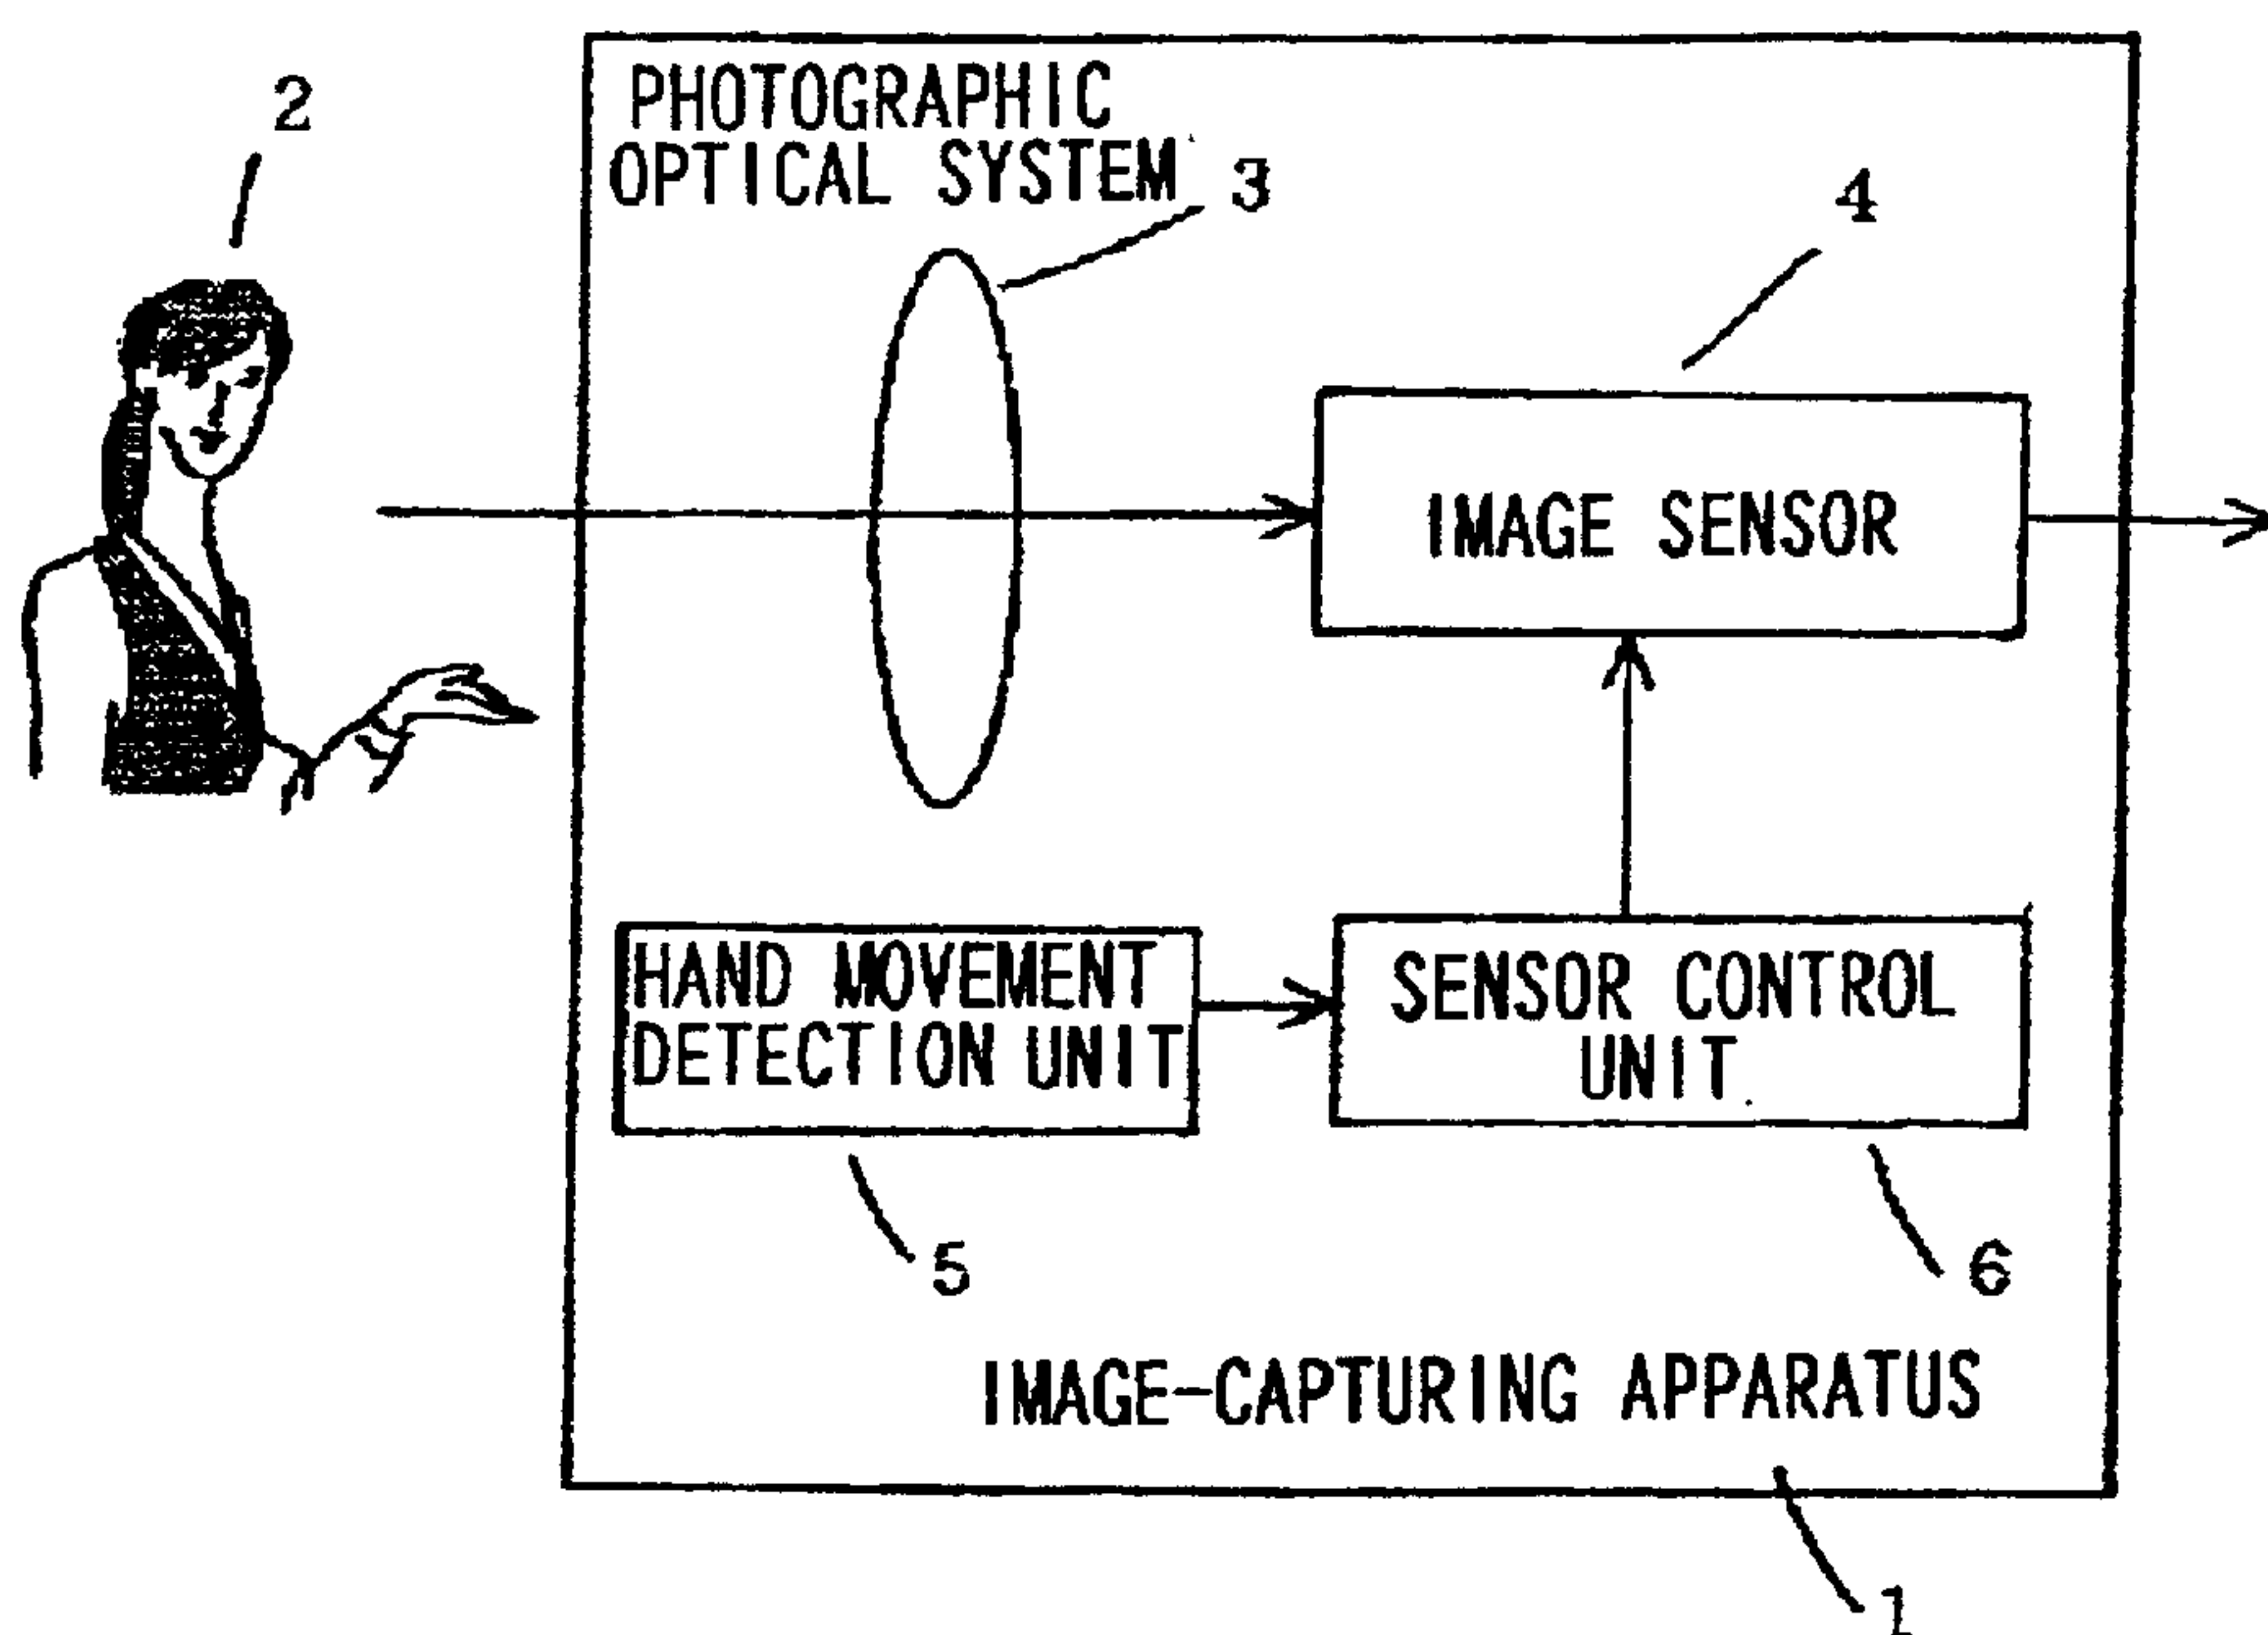 2
PHOTOGRAPHIC
OPTICAL SYSTEM
3
4
IMAGE SENSOR
HAND MOVEMENT
DETECTION UNIT
SENSOR CONTROL
UNIT
5
6
IMAGE-CAPTURING APPARATUS
1